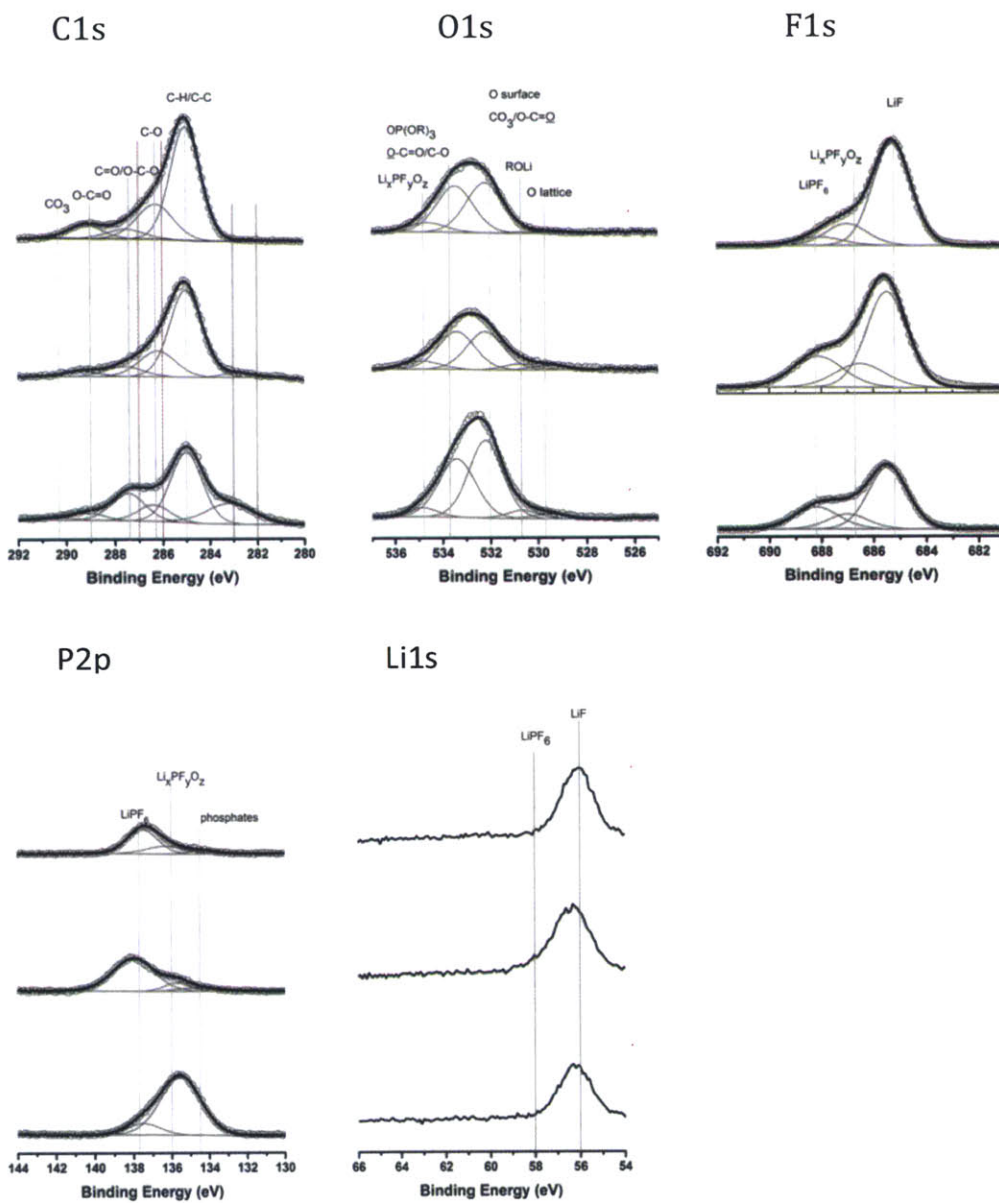 C1s
O1s
F1s
C-H/C-C
C-O
C=O/O-C-O
O-C=O
CO3
O surface
CO3/O-C=O
OP(OR)3
O-C=O/C-O
LixPFyOz
ROLi
O lattice
LiF
LixPFyOz
LiPF6
292 290 288 286 284 282 280
Binding Energy (eV)
536 534 532 530 528 526
Binding Energy (eV)
692 690 688 686 684 682
Binding Energy (eV)
P2p
Li1s
LixPFyOz
LiPF6
phosphates
LiF
LiPF6
144 142 140 138 136 134 132 130
Binding Energy (eV)
66 64 62 60 58 56 54
Binding Energy (eV)